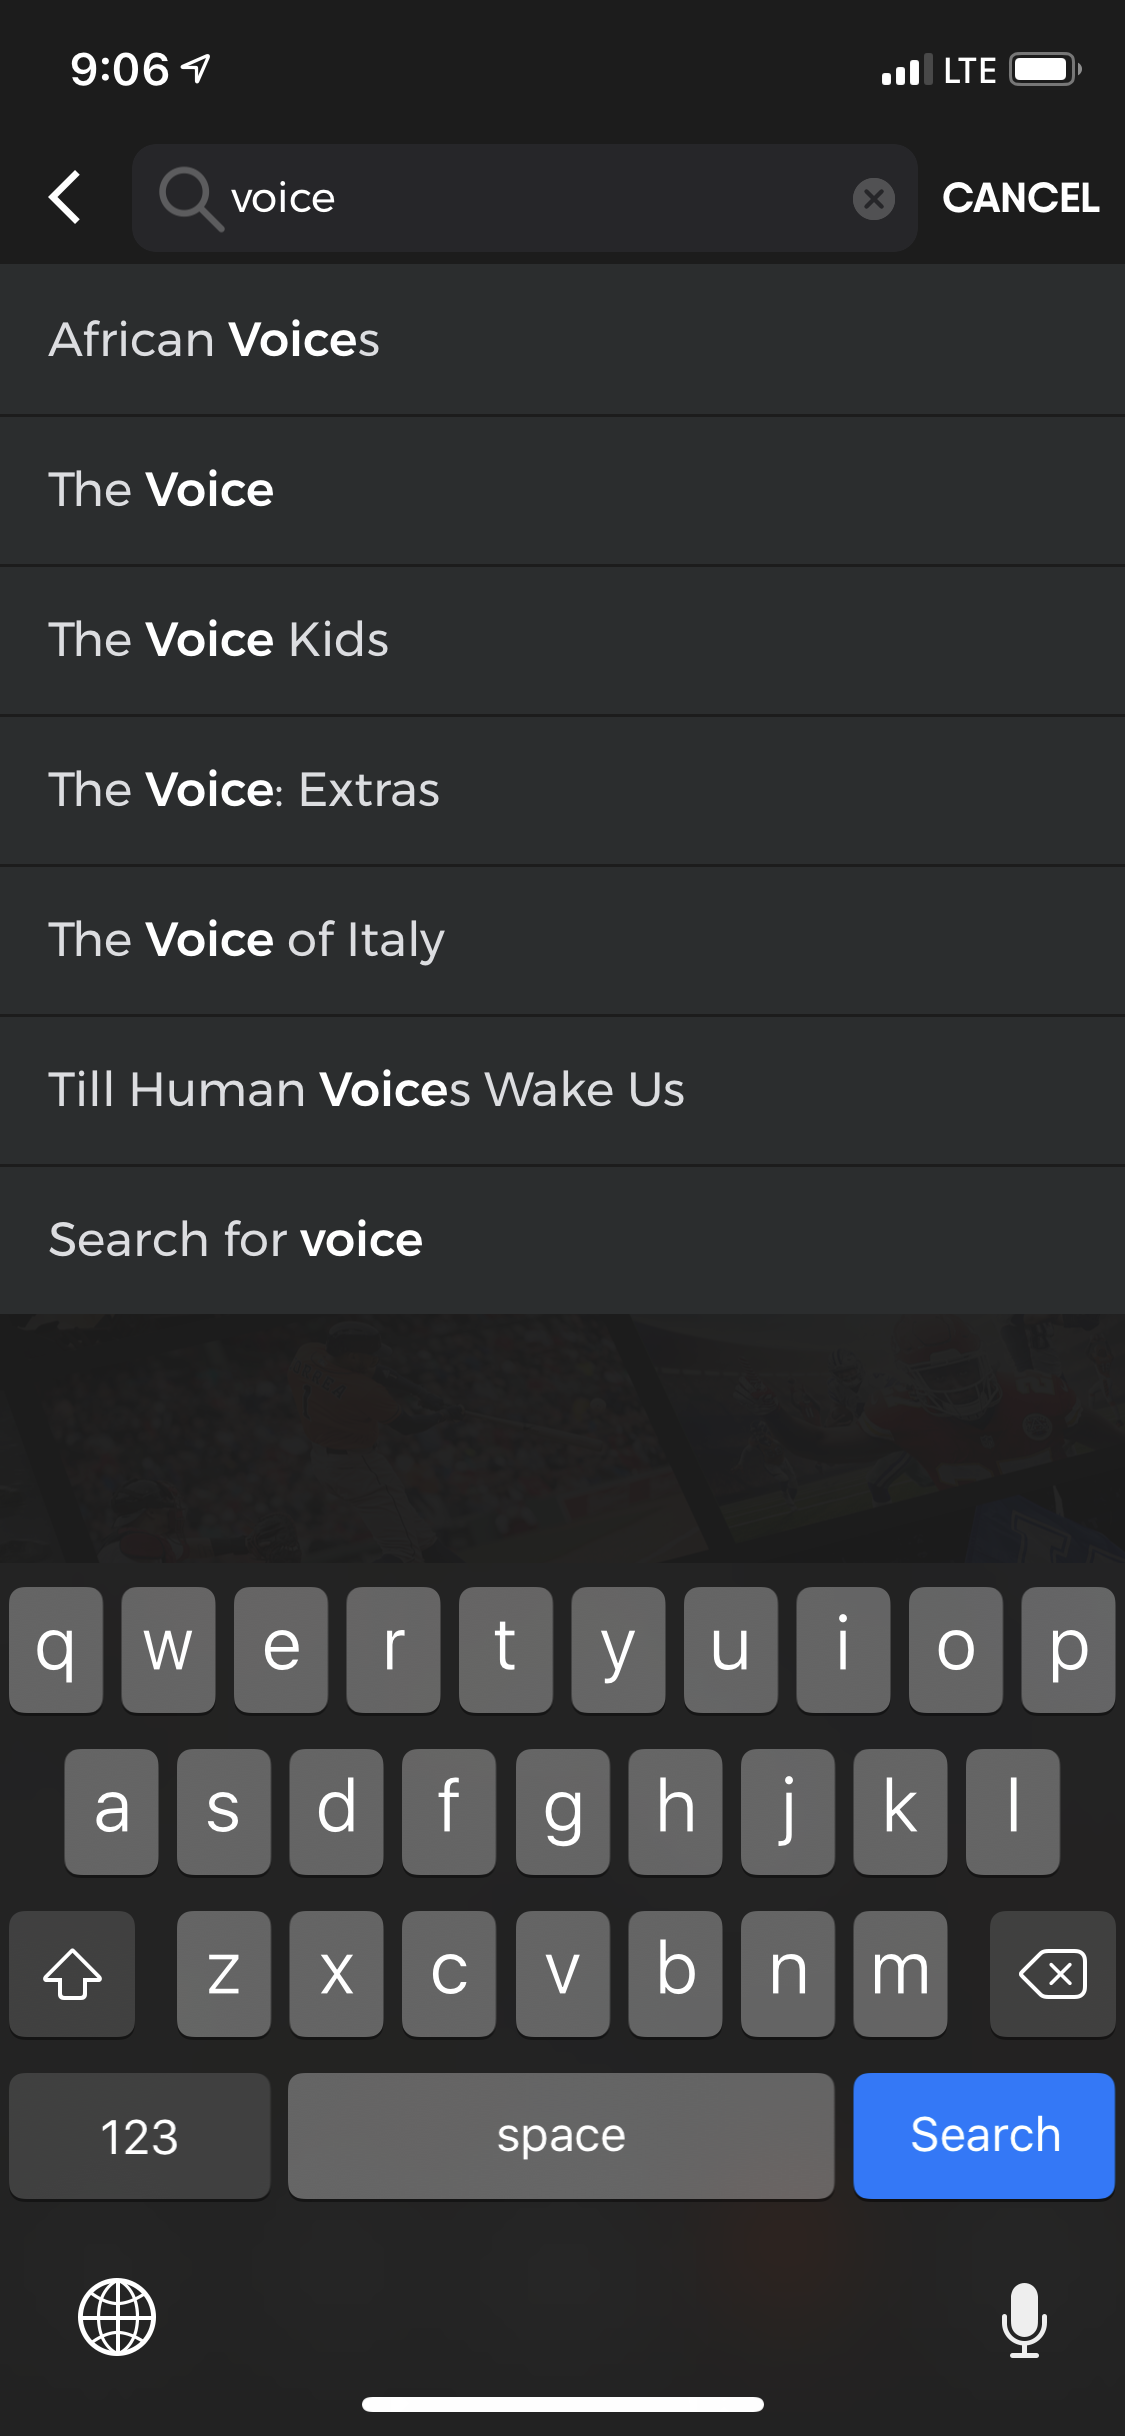 9:06 LTE
voice CANCEL
African Voices
The Voice
The Voice Kids
The Voice: Extras
The Voice of Italy
Till Human Voices Wake Us
Search for voice
q w e r t y u i o p
a s d f g h j k l
z x c v b n m
123 space Search